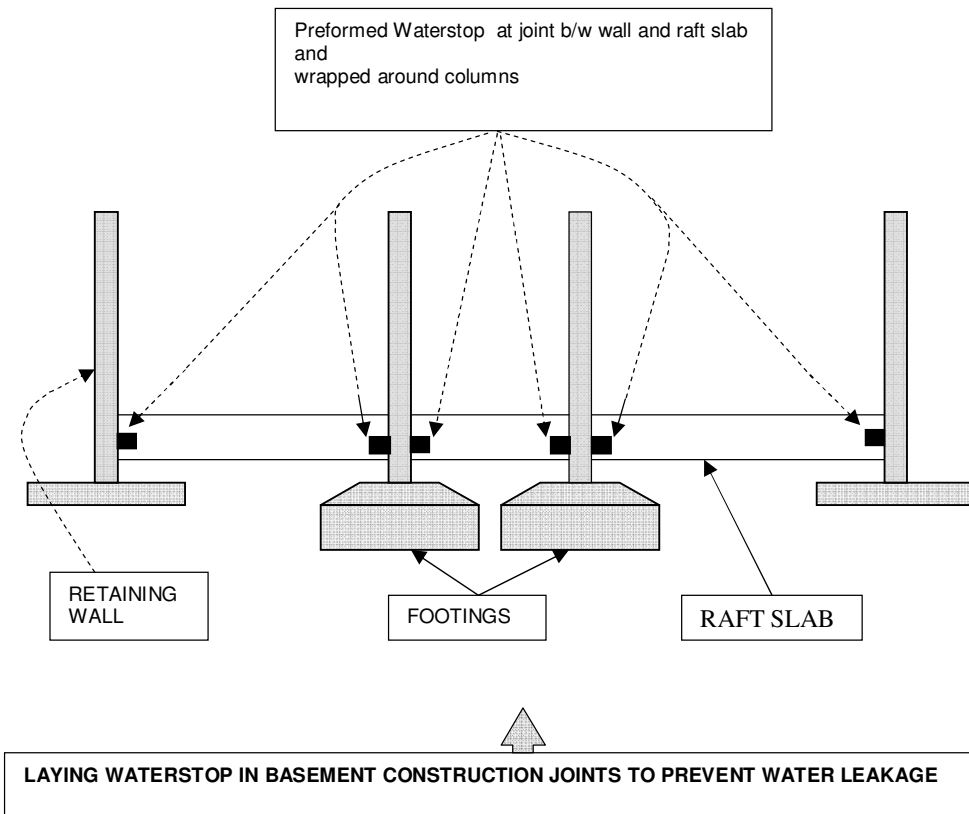 Preformed Waterstop at joint b/w wall and raft slab
and
wrapped around columns
RETAINING
WALL
FOOTINGS
RAFT SLAB
LAYING WATERSTOP IN BASEMENT CONSTRUCTION JOINTS TO PREVENT WATER LEAKAGE